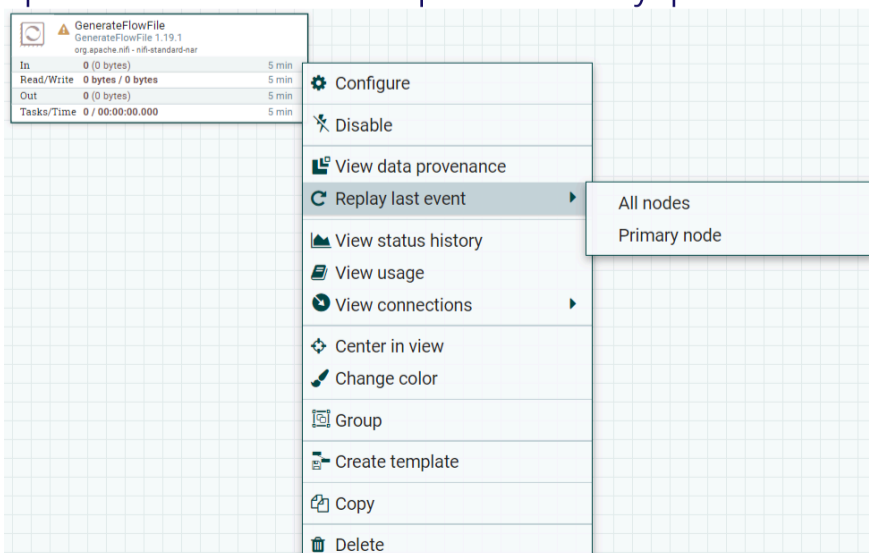 GenerateFlowFile
GenerateFlowFile 1.19.1
org.apache.nifi - nifi-standard-nar
In 0 (0 bytes) 5 min
Read/Write 0 bytes / 0 bytes 5 min
Out 0 (0 bytes) 5 min
Tasks/Time 0 / 00:00:00.000 5 min
Configure
Disable
View data provenance
Replay last event
All nodes
Primary node
View status history
View usage
View connections
Center in view
Change color
Group
Create template
Copy
Delete